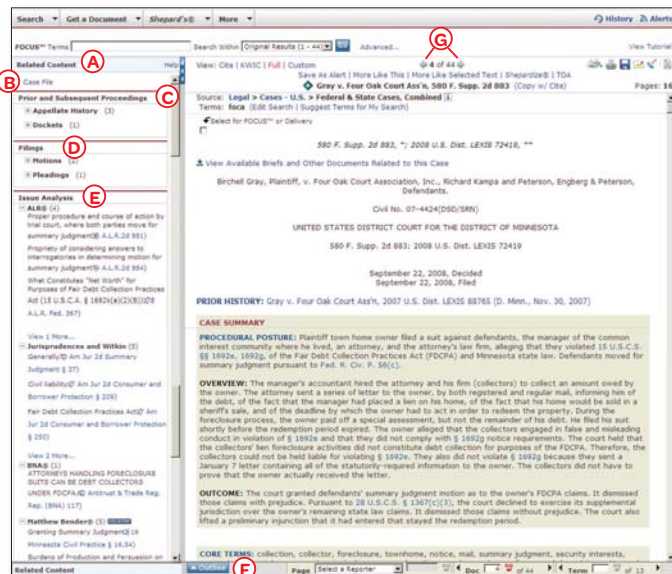 Search Get a Document Shepard's® More History Alerts
FOCUS™ Terms Search Within Original Results (1 - 44) Advanced... View Tutorial
G
Related Content A Help
View: Cite | KWIC | Full | Custom 4 of 44
B Case File
Save As Alert | More Like This | More Like Selected Text | Shepardize® | TOA
C
Gray v. Four Oak Court Ass'n, 580 F. Supp. 2d 883 (Copy w/ Cite) Pages: 16
Prior and Subsequent Proceedings
Source: Legal > Cases - U.S. > Federal & State Cases, Combined
Appellate History (3)
Terms: foca (Edit Search | Suggest Terms for My Search)
Dockets (1)
Select for FOCUS™ or Delivery
Filings D
580 F. Supp. 2d 883, *; 2008 U.S. Dist. LEXIS 72419, **
Motions
Pleadings (1)
View Available Briefs and Other Documents Related to this Case
Issue Analysis E
Birchell Gray, Plaintiff, v. Four Oak Court Association, Inc., Richard Kampa and Peterson, Engberg & Peterson,
Defendants.
ALR® (4)
Proper procedure and course of action by
trial court, where both parties move for
summary judgment A.L.R.2d 881)
Civil No. 07-4424(DSD/SRN)
Propriety of considering answers to
interrogatories in determining motion for
summary judgment A.L.R.2d 984)
UNITED STATES DISTRICT COURT FOR THE DISTRICT OF MINNESOTA
580 F. Supp. 2d 883; 2008 U.S. Dist. LEXIS 72419
What Constitutes "Net Worth" for
Purposes of Fair Debt Collection Practices
Act (15 U.S.C.A. § 1692k(a)(2)(B))
A.L.R. Fed. 367)
September 22, 2008, Decided
September 22, 2008, Filed
PRIOR HISTORY: Gray v. Four Oak Court Ass'n, 2007 U.S. Dist. LEXIS 88765 (D. Minn., Nov. 30, 2007)
View 1 More...
Jurisprudences and Witkin (5)
Generally Am Jur 2d Summary
Judgment § 37)
Civil liability Am Jur 2d Consumer and
Borrower Protection § 209)
Fair Debt Collection Practices Act Am
Jur 2d Consumer and Borrower Protection
§ 250)
View 2 More...
BNA® (1)
ATTORNEYS HANDLING FORECLOSURE
SUITS CAN BE DEBT COLLECTORS
UNDER FDCPA Antitrust & Trade Reg.
Rep. (BNA) 117)
Matthew Bender® (3)
Granting Summary Judgment 16
Minnesota Civil Practice § 16.54)
Burdens of Production and Persuasion on
CASE SUMMARY
PROCEDURAL POSTURE: Plaintiff town home owner filed a suit against defendants, the manager of the common
interest community where he lived, an attorney, and the attorney's law firm, alleging that they violated 15 U.S.C.S.
§§ 1692e, 1692g, of the Fair Debt Collection Practices Act (FDCPA) and Minnesota state law. Defendants moved for
summary judgment pursuant to Fed. R. Civ. P. 56(c).
OVERVIEW: The manager's accountant hired the attorney and his firm (collectors) to collect an amount owed by
the owner. The attorney sent a series of letter to the owner, by both registered and regular mail, informing him of
the debt, of the fact that the manager had placed a lien on his home, of the fact that his home would be sold in a
sheriff's sale, and of the deadline by which the owner had to act in order to redeem the property. During the
foreclosure process, the owner paid off a special assessment, but not the remainder of his debt. He filed his suit
shortly before the redemption period expired. The owner alleged that the collectors engaged in false and misleading
conduct in violation of § 1692e and that they did not comply with § 1692g notice requirements. The court held that
the collectors' lien foreclosure activities did not constitute debt collection for purposes of the FDCPA. Therefore, the
collectors could not be held liable for violating § 1692e. They also did not violate § 1692g because they sent a
January 7 letter containing all of the statutorily-required information to the owner. The collectors did not have to
prove that the owner actually received the letter.
OUTCOME: The court granted defendants' summary judgment motion as to the owner's FDCPA claims. It dismissed
those claims with prejudice. Pursuant to 28 U.S.C. § 1367(c)(3), the court declined to exercise its supplemental
jurisdiction over the owner's remaining state law claims. It dismissed those claims without prejudice. The court also
lifted a preliminary injunction that it had entered that stayed the redemption period.
CORE TERMS: collection, collector, foreclosure, townhome, notice, mail, summary judgment, security interests,
Related Content Outline F Page Select a Reporter Doc 4 of 44 Term of 13